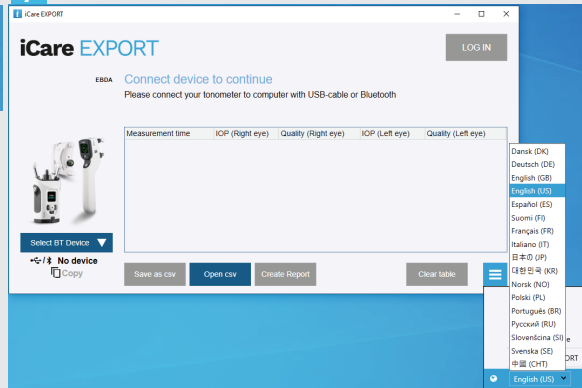 iCare EXPORT
iCare EXPORT
LOG IN
EBDA
Connect device to continue
Please connect your tonometer to computer with USB-cable or Bluetooth
Measurement time IOP (Right eye) Quality (Right eye) IOP (Left eye) Quality (Left eye)
Select BT Device
No device
Copy
Save as csv Open csv Create Report Clear table
Dansk (DK)
Deutsch (DE)
English (GB)
English (US)
Español (ES)
Suomi (FI)
Français (FR)
Italiano (IT)
日本の (JP)
대한민국 (KR)
Norsk (NO)
Polski (PL)
Português (BR)
Русский (RU)
Slovenščina (SI)
Svenska (SE)
中國 (CHT)
English (US)